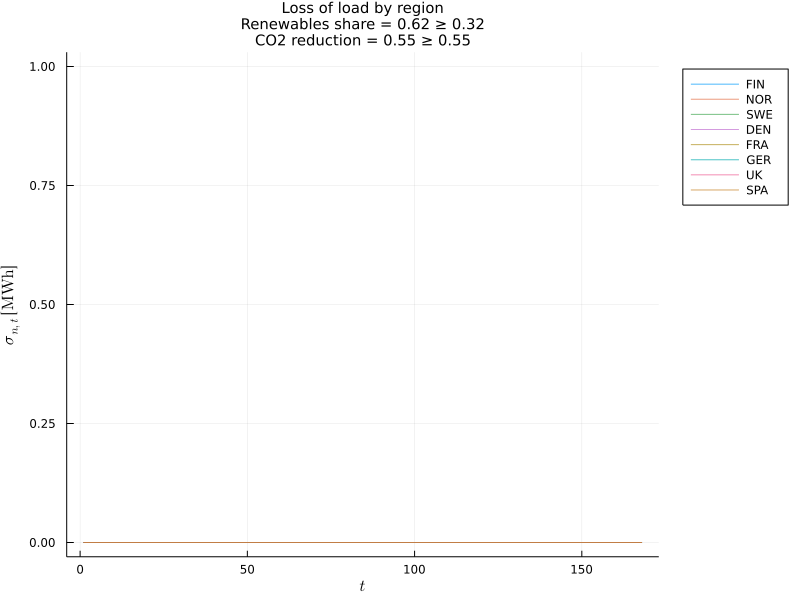 Loss of load by region
Renewables share = 0.62 ≥ 0.32
CO2 reduction = 0.55 ≥ 0.55
1.00
0.75
0.50
0.25
0.00
σn,t [MWh]
0
50
100
150
t
FIN
NOR
SWE
DEN
FRA
GER
UK
SPA